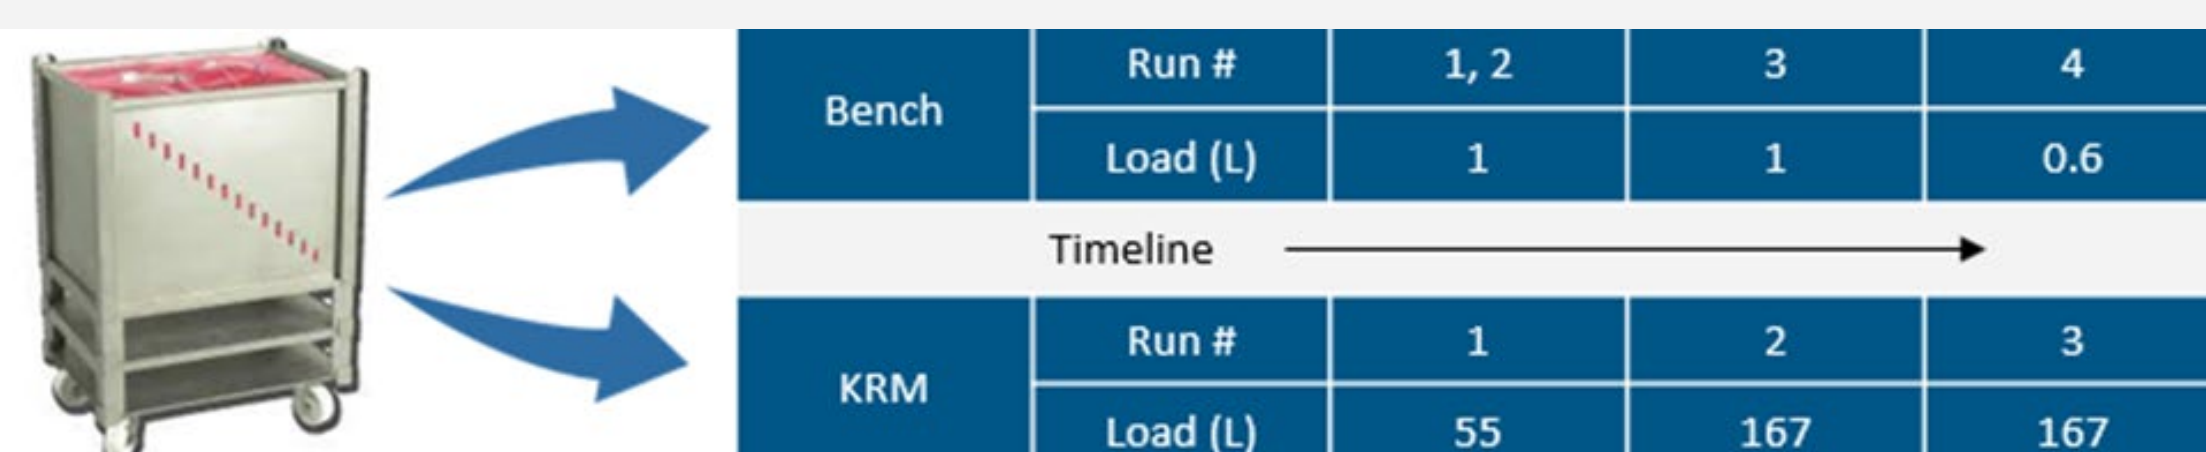 Bench
Run # 1, 2 3 4
Load (L) 1 1 0.6
Timeline
KRM
Run # 1 2 3
Load (L) 55 167 167